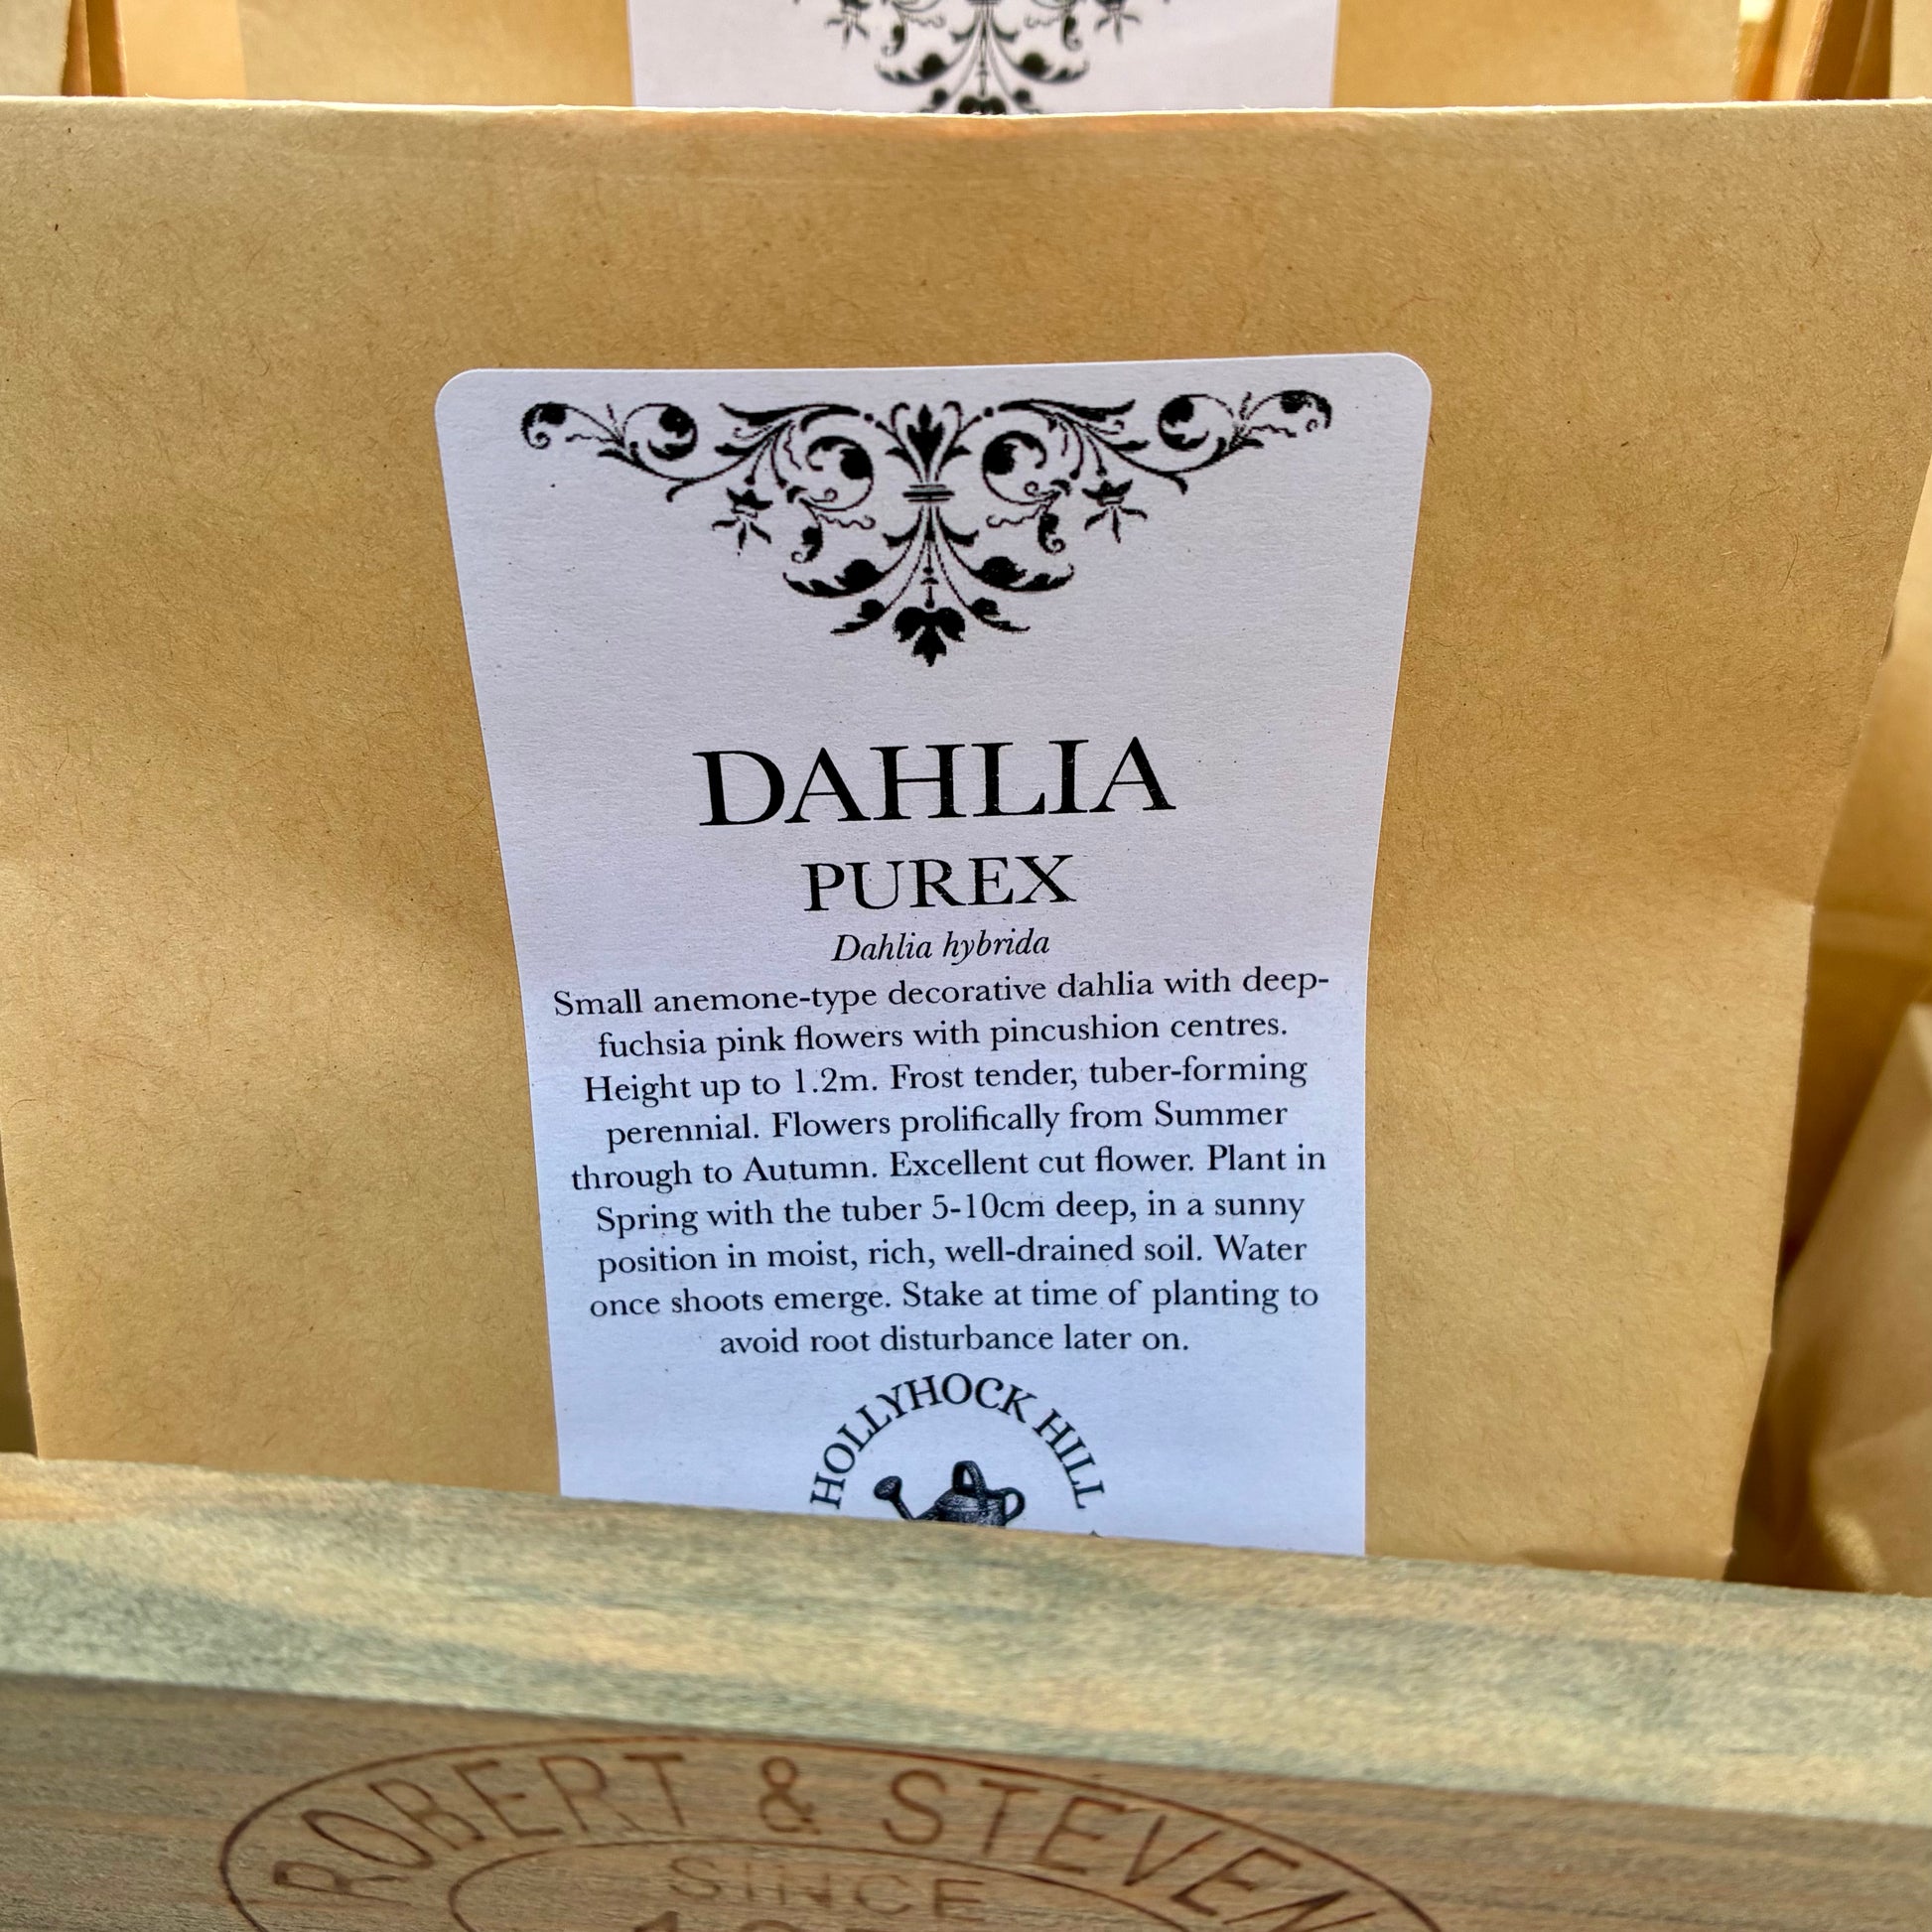 DAHLIA
PUREX
Dahlia hybrida
Small anemone-type decorative dahlia with deep-
fuchsia pink flowers with pincushion centres.
Height up to 1.2m. Frost tender, tuber-forming
perennial. Flowers prolifically from Summer
through to Autumn. Excellent cut flower. Plant in
Spring with the tuber 5-10cm deep, in a sunny
position in moist, rich, well-drained soil. Water
once shoots emerge. Stake at time of planting to
avoid root disturbance later on.
HOLLYHOCK HILL
ROBERT & STEVEN
SINCE